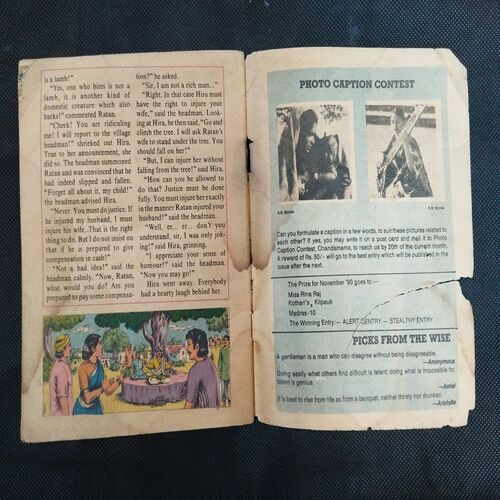 is a lamb!"
"Yes, one who bites is not a
lamb, it is another kind of
domestic creature which also
barks!" commented Ratan.
"Cheek! You are ridiculing
me! I will report to the village
headman!" shrieked out Hira.
True to her announcement, she
did so. The headman summoned
Ratan and was convinced that he
had indeed slipped and fallen.
"Forget all about it, my child!"
the headman advised Hira.
"Never. You must do justice. If
he injured my husband, I must
injure his wife. That is the right
thing to do. But I do not insist on
that if he is prepared to give
compensation in cash!"
"Not a bad idea!" said the
headman calmly. "Now, Ratan,
what would you do? Are you
prepared to pay some compensa-
tion?" he asked.
"Sir, I am not a rich man..."
"Right. In that case Hira must
have the right to injure your
wife," said the headman. Look-
ing at Hira, he then said, "Go and
climb the tree. I will ask Ratan's
wife to stand under the tree. You
should fall on her!"
"But, I can injure her without
falling from the tree!" said Hira.
"How can you be allowed to
do that? Justice must be done
fully. You must injure her exactly
in the manner Ratan injured your
husband!" said the headman.
"Well, er... er... don't you
understand, sir, I was only jok-
ing!" said Hira, grinning.
"I appreciate your sense of
humour!" said the headman.
"Now you may go!"
Hira went away. Everybody
had a hearty laugh behind her.
PHOTO CAPTION CONTEST
Can you formulate a caption in a few words, to suit these pictures related to
each other? If yes, you may write it on a post card and mail it to Photo
Caption Contest, Chandamama, to reach us by 20th of the current month.
A reward of Rs. 50/- will go to the best entry which will be published in the
issue after the next.
The Prize for November '90 goes to:—
Miss Rina Raj
Kothari's, Kilpauk
Madras-10
The Winning Entry:— ALERT SENTRY — STEALTHY ENTRY
PICKS FROM THE WISE
A gentleman is a man who can disagree without being disagreeable.
—Anonymous
Doing easily what others find difficult is talent; doing what is impossible for
talent is genius.
—Amiel
It is best to rise from life as from a banquet, neither thirsty nor drunken.
—Aristotle